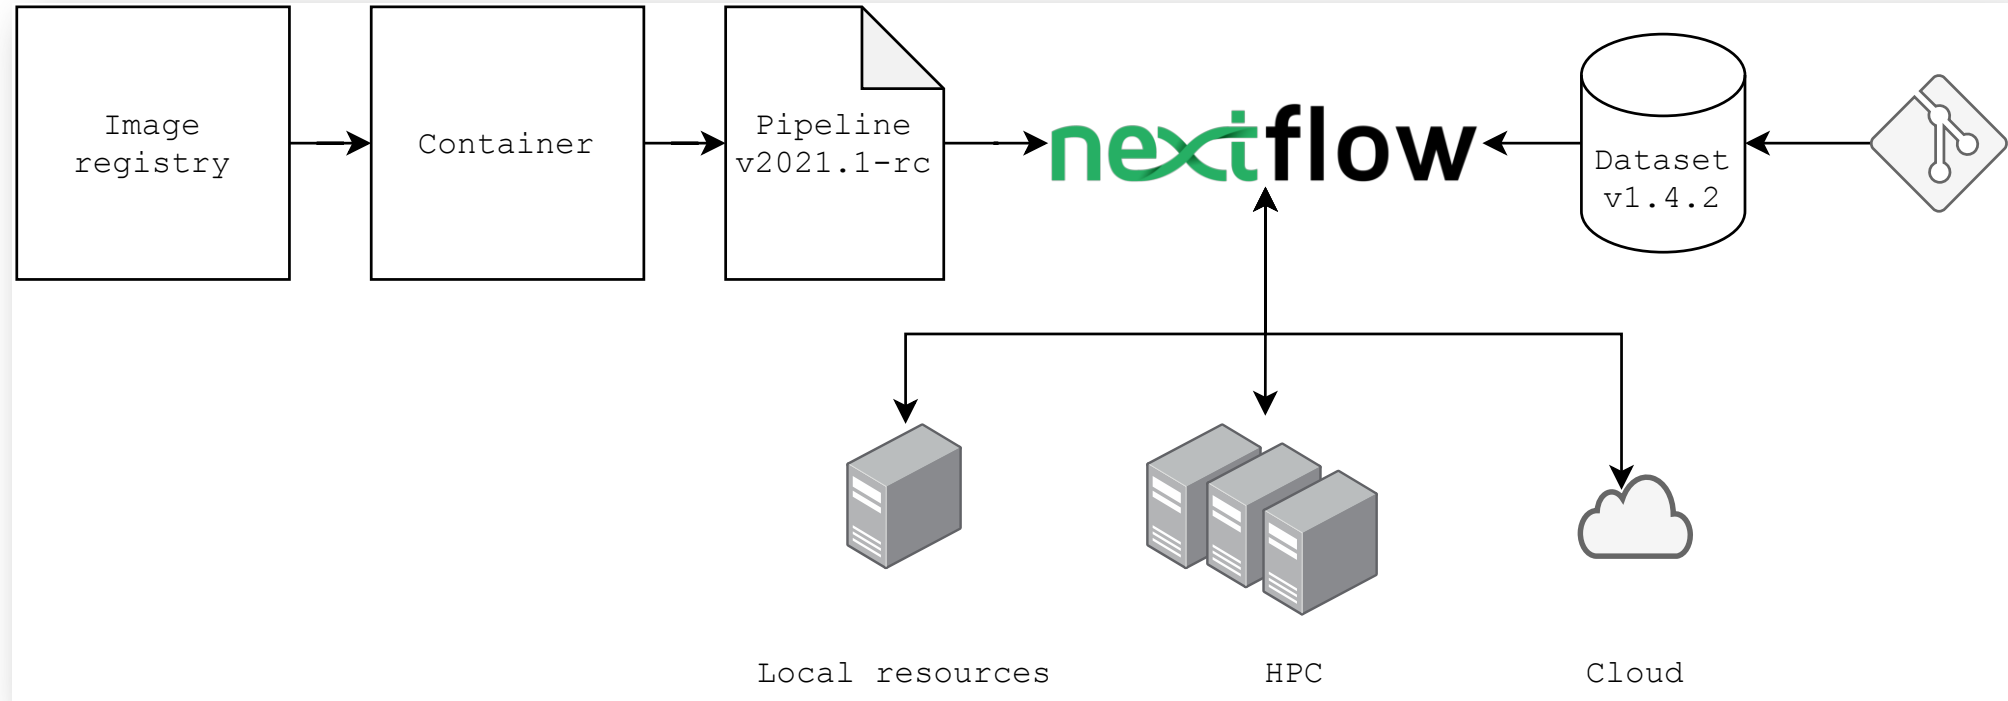 Image
registry
Container
Pipeline
v2021.1-rc
nextflow
Dataset
v1.4.2
Local resources
HPC
Cloud